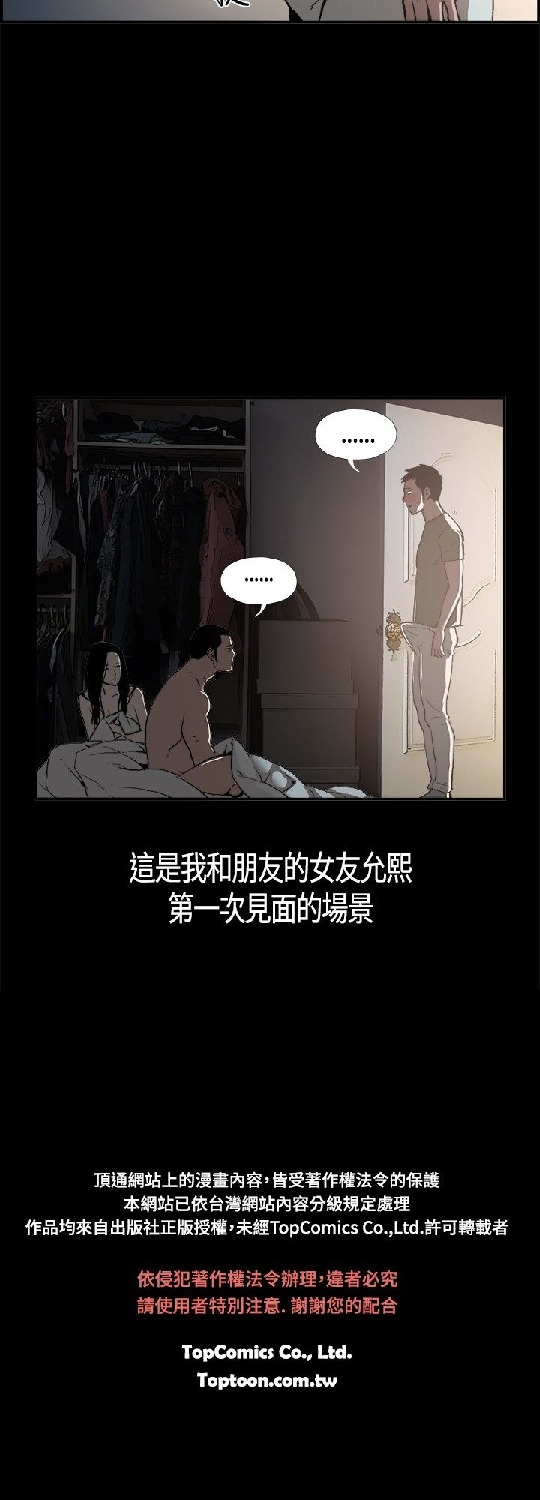 ……
……
這是我和朋友的女友允熙
第一次見面的場景
頂通網站上的漫畫內容，皆受著作權法令的保護
本網站已依台灣網站內容分級規定處理
作品均來自出版社正版授權，未經TopComics Co.,Ltd.許可轉載者
依侵犯著作權法令辦理，違者必究
請使用者特別注意. 謝謝您的配合
TopComics Co., Ltd.
Toptoon.com.tw